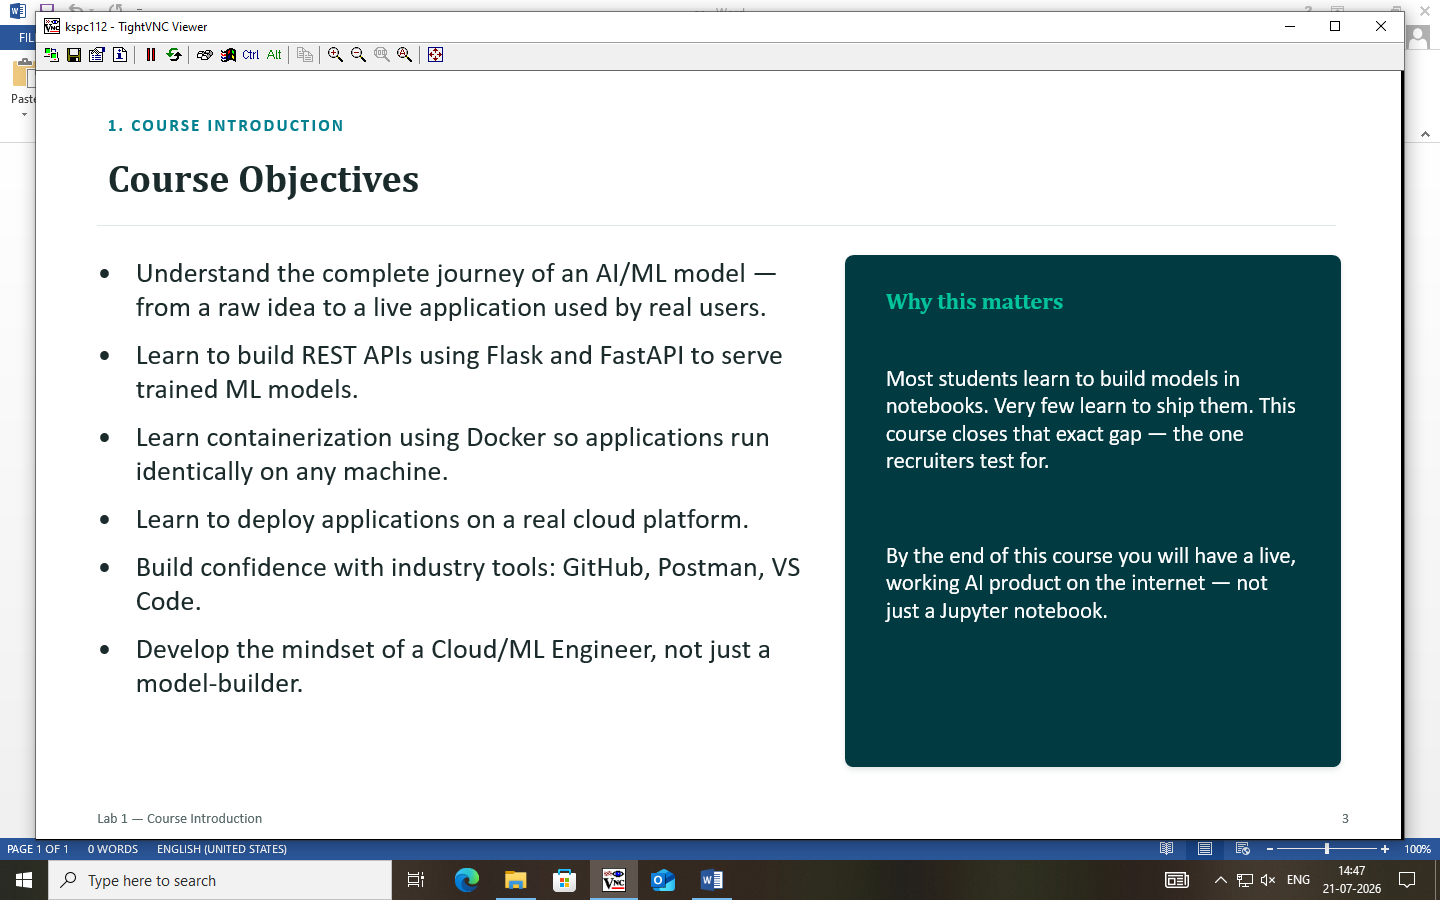 kspc112 - TightVNC Viewer
FIL
Ctrl Alt
Paste
1. COURSE INTRODUCTION
Course Objectives
• Understand the complete journey of an AI/ML model —
from a raw idea to a live application used by real users.
• Learn to build REST APIs using Flask and FastAPI to serve
trained ML models.
• Learn containerization using Docker so applications run
identically on any machine.
• Learn to deploy applications on a real cloud platform.
• Build confidence with industry tools: GitHub, Postman, VS
Code.
• Develop the mindset of a Cloud/ML Engineer, not just a
model-builder.
Why this matters
Most students learn to build models in
notebooks. Very few learn to ship them. This
course closes that exact gap — the one
recruiters test for.
By the end of this course you will have a live,
working AI product on the internet — not
just a Jupyter notebook.
Lab 1 — Course Introduction
3
PAGE 1 OF 1 0 WORDS ENGLISH (UNITED STATES)
100%
Type here to search
ENG
14:47
21-07-2026